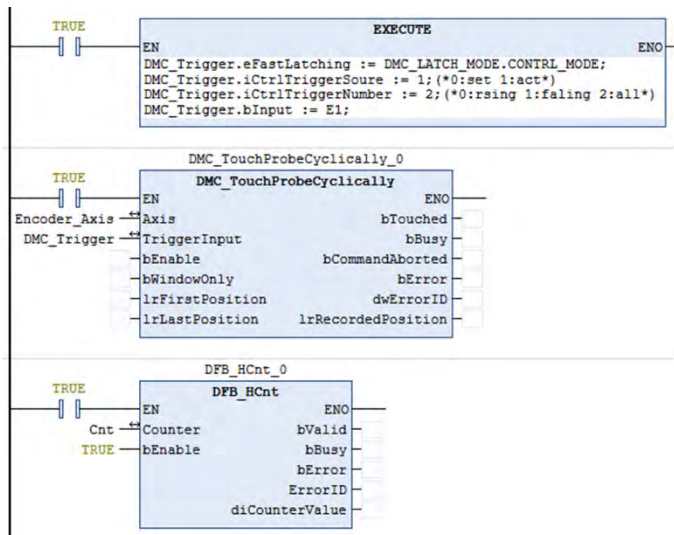 TRUE
EXECUTE
EN ENO
DMC_Trigger.eFastLatching := DMC_LATCH_MODE.CONTRL_MODE;
DMC_Trigger.iCtrlTriggerSoure := 1;(*0:set 1:act*)
DMC_Trigger.iCtrlTriggerNumber := 2;(*0:rsing 1:faling 2:all*)
DMC_Trigger.bInput := E1;
DMC_TouchProbeCyclically_0
TRUE
DMC_TouchProbeCyclically
EN ENO
Encoder_Axis Axis bTouched
DMC_Trigger TriggerInput bBusy
bEnable bCommandAborted
bWindowOnly bError
lrFirstPosition dwErrorID
lrLastPosition lrRecordedPosition
DFB_HCnt_0
TRUE
DFB_HCnt
EN ENO
Cnt Counter bValid
TRUE bEnable bBusy
bError
ErrorID
diCounterValue